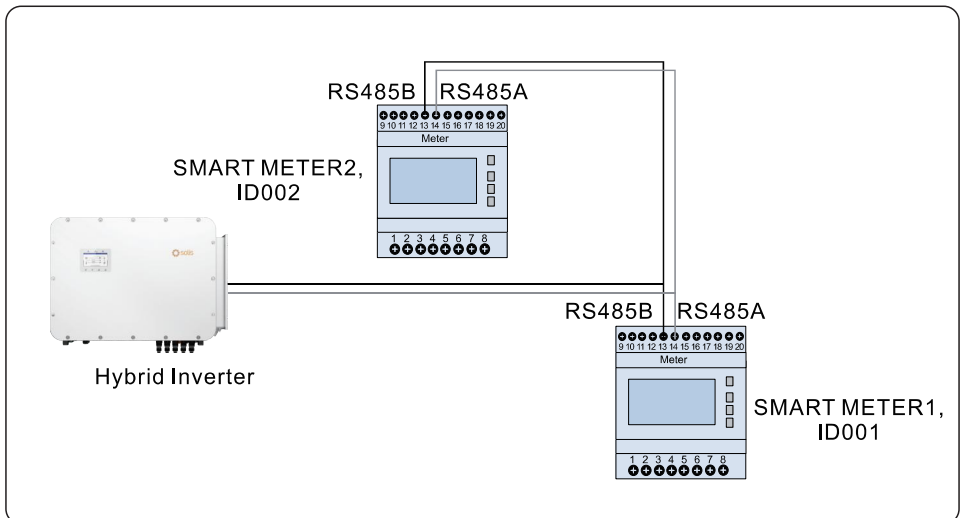 RS485B RS485A
9 10 11 12 13 14 15 16 17 18 19 20
Meter
SMART METER2,
ID002
1 2 3 4 5 6 7 8
solis
RS485B RS485A
9 10 11 12 13 14 15 16 17 18 19 20
Meter
Hybrid Inverter
SMART METER1,
ID001
1 2 3 4 5 6 7 8